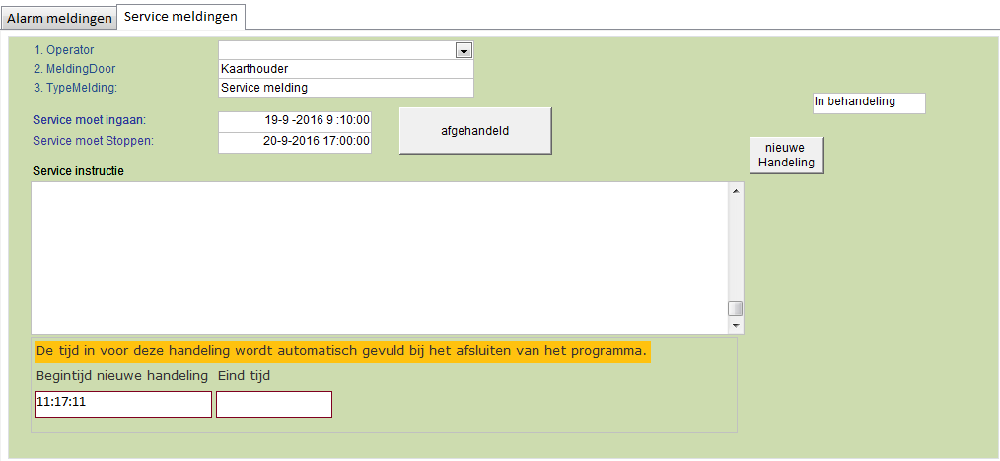 Alarm meldingen Service meldingen
1. Operator
2. MeldingDoor Kaarthouder
3. TypeMelding: Service melding
In behandeling
Service moet ingaan: 19-9 -2016 9 :10:00
afgehandeld
Service moet Stoppen: 20-9-2016 17:00:00
nieuwe
Handeling
Service instructie
De tijd in voor deze handeling wordt automatisch gevuld bij het afsluiten van het programma.
Begintijd nieuwe handeling Eind tijd
11:17:11